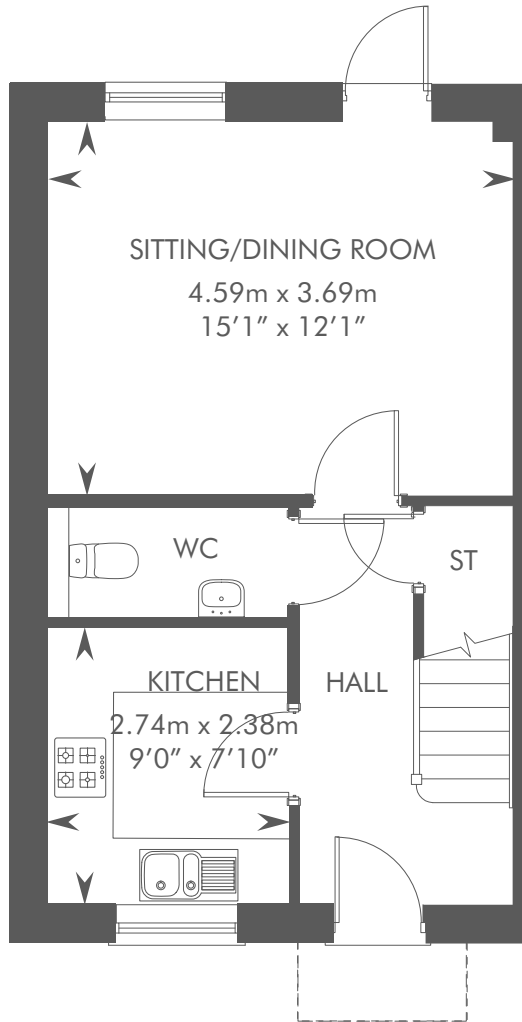 SITTING/DINING ROOM
4.59m x 3.69m
15’1” x 12’1”
WC
ST
KITCHEN
2.74m x 2.38m
9’0” x 7’10”
HALL